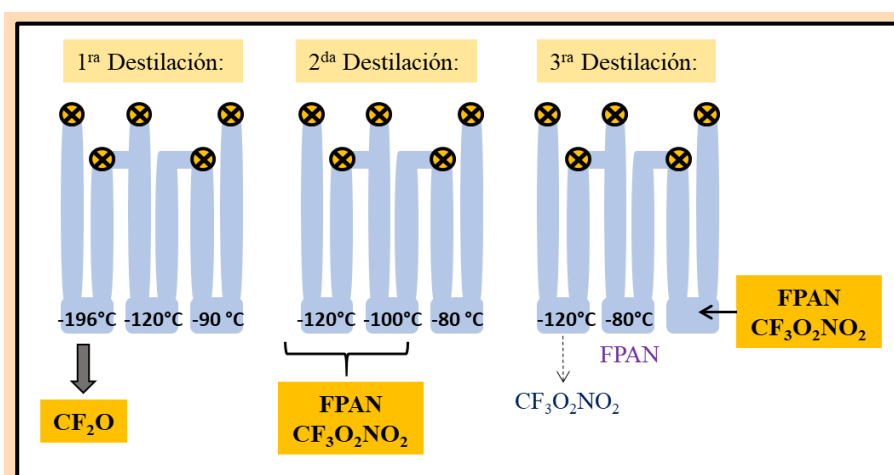 1ra Destilación:
2da Destilación:
3ra Destilación:
-196°C -120°C -90 °C
-120°C -100°C -80 °C
-120°C -80°C
FPAN
CF3O2NO2
FPAN
CF3O2NO2
CF2O
FPAN
CF3O2NO2